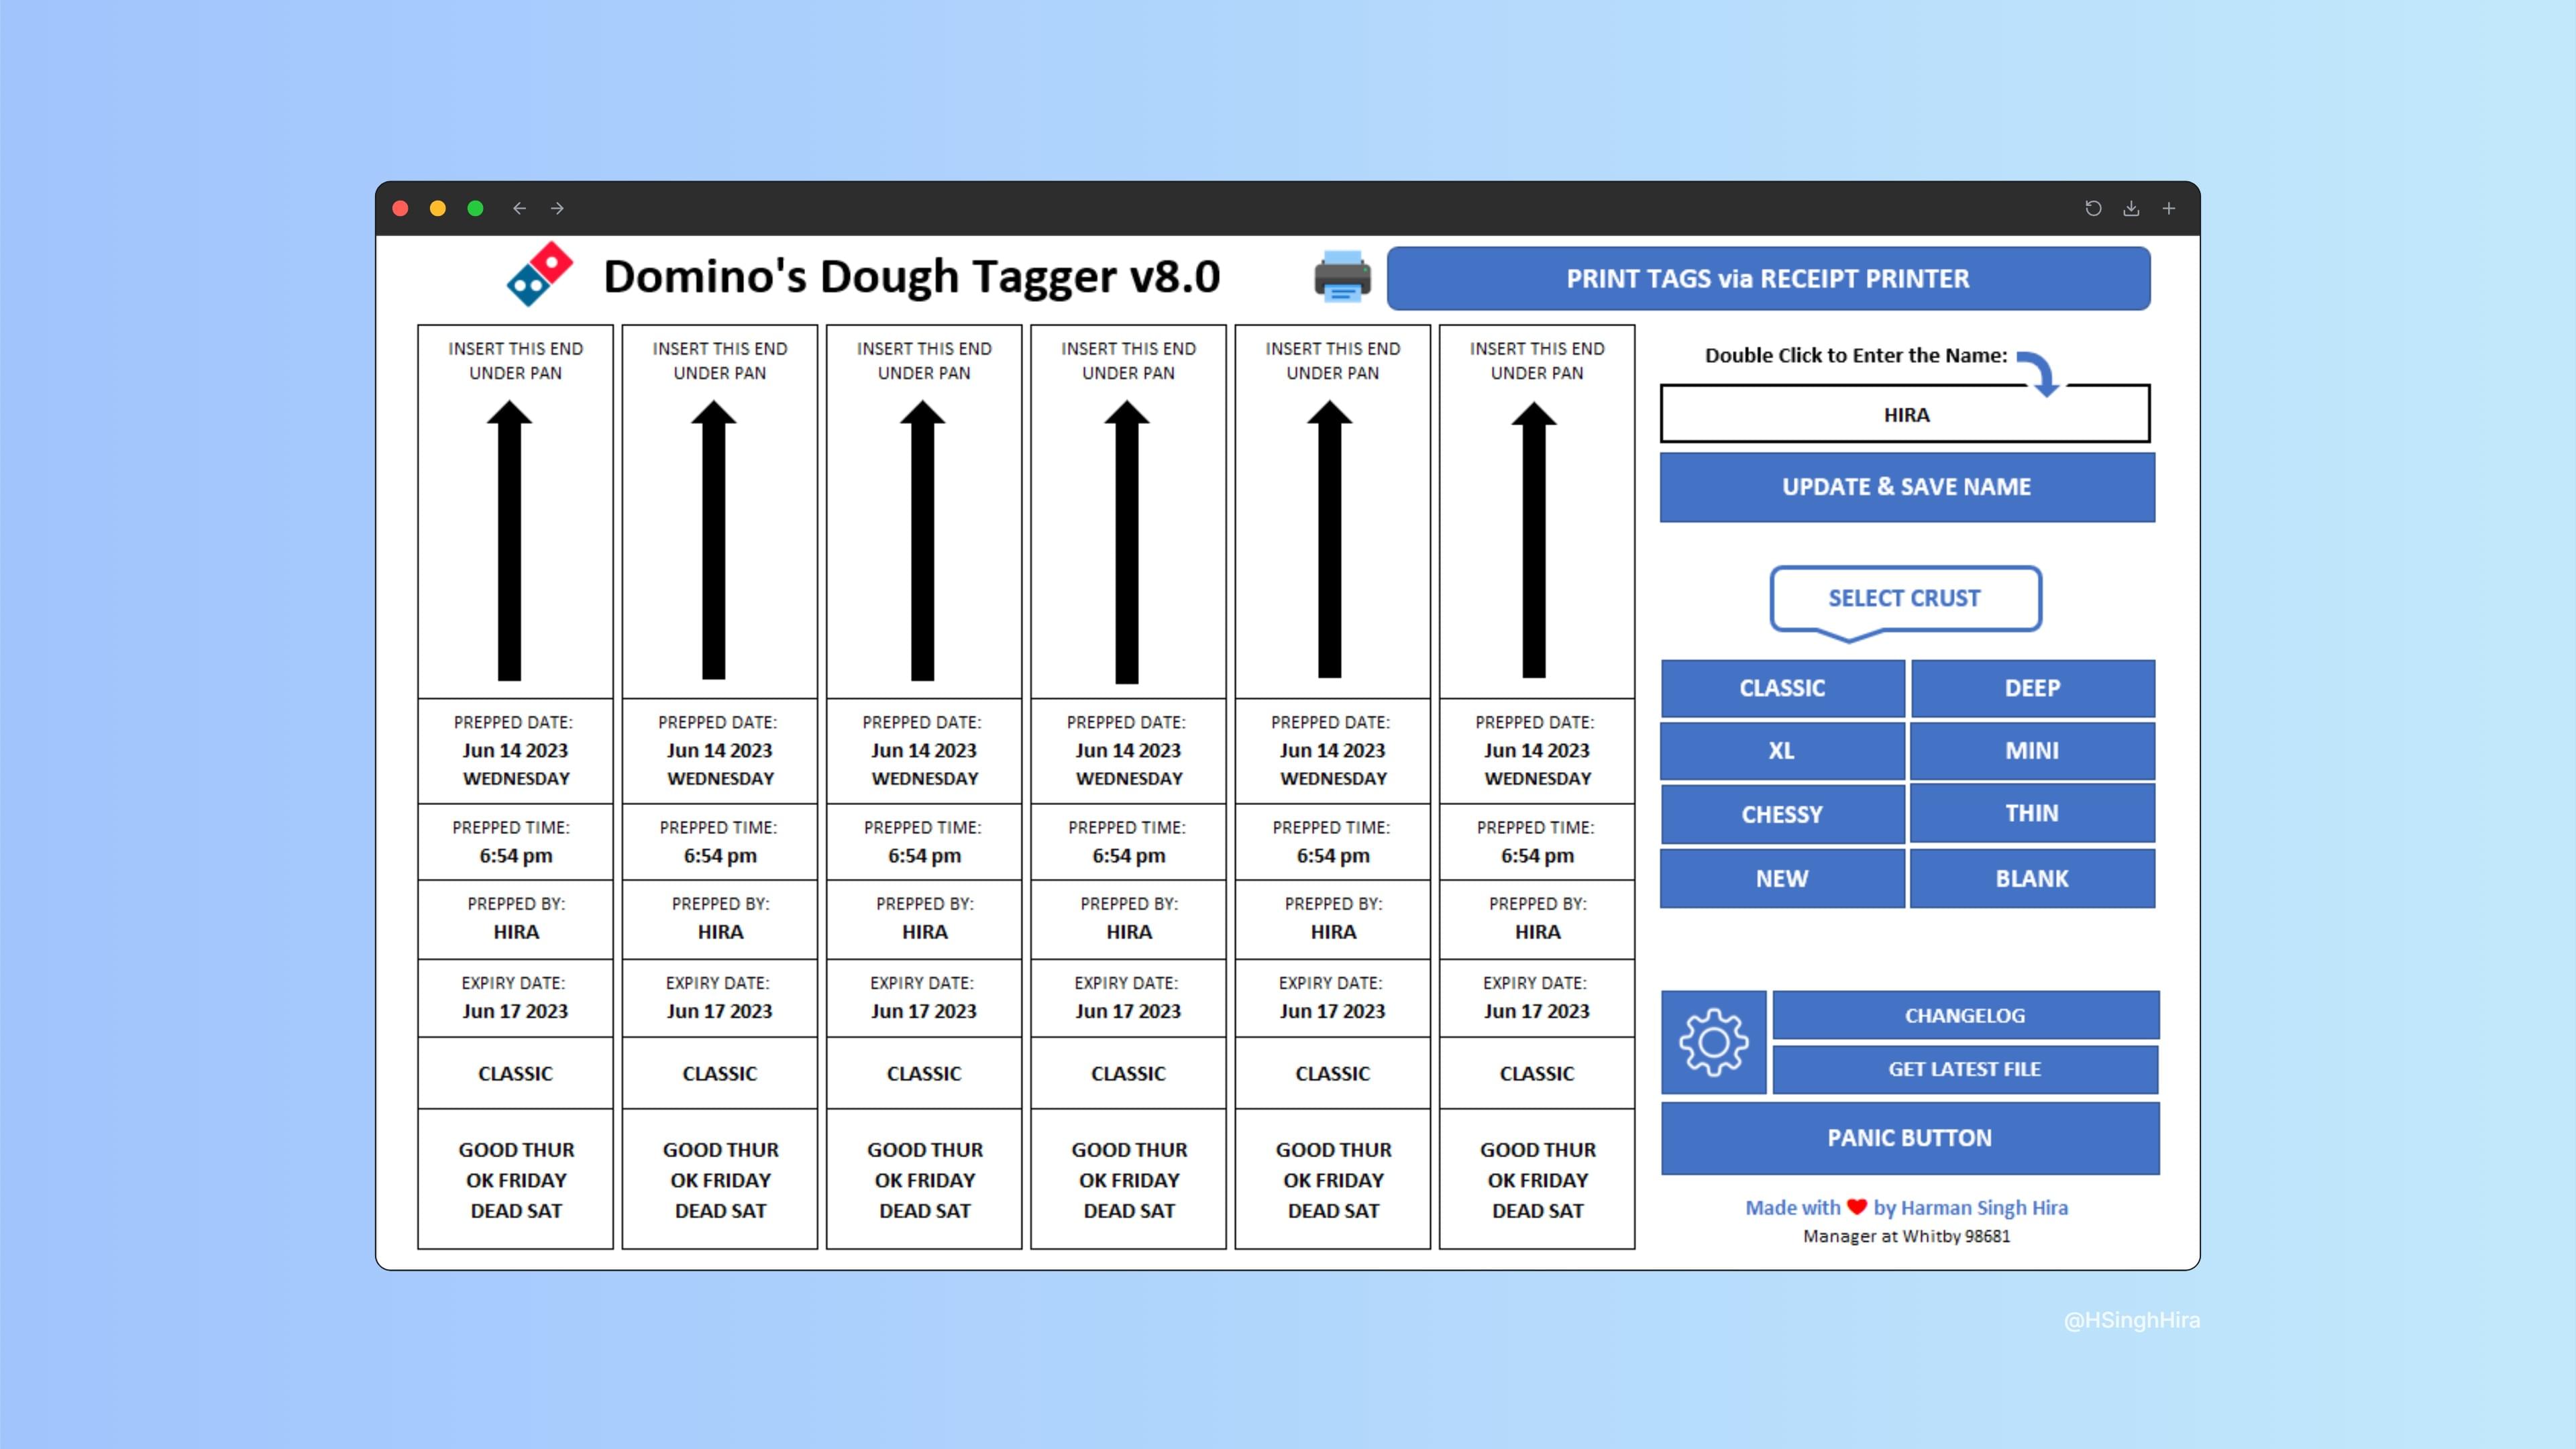 Domino's Dough Tagger v8.0
PRINT TAGS via RECEIPT PRINTER
INSERT THIS END
UNDER PAN
PREPPED DATE:
Jun 14 2023
WEDNESDAY
PREPPED TIME:
6:54 pm
PREPPED BY:
HIRA
EXPIRY DATE:
Jun 17 2023
CLASSIC
GOOD THUR
OK FRIDAY
DEAD SAT
INSERT THIS END
UNDER PAN
PREPPED DATE:
Jun 14 2023
WEDNESDAY
PREPPED TIME:
6:54 pm
PREPPED BY:
HIRA
EXPIRY DATE:
Jun 17 2023
CLASSIC
GOOD THUR
OK FRIDAY
DEAD SAT
INSERT THIS END
UNDER PAN
PREPPED DATE:
Jun 14 2023
WEDNESDAY
PREPPED TIME:
6:54 pm
PREPPED BY:
HIRA
EXPIRY DATE:
Jun 17 2023
CLASSIC
GOOD THUR
OK FRIDAY
DEAD SAT
INSERT THIS END
UNDER PAN
PREPPED DATE:
Jun 14 2023
WEDNESDAY
PREPPED TIME:
6:54 pm
PREPPED BY:
HIRA
EXPIRY DATE:
Jun 17 2023
CLASSIC
GOOD THUR
OK FRIDAY
DEAD SAT
INSERT THIS END
UNDER PAN
PREPPED DATE:
Jun 14 2023
WEDNESDAY
PREPPED TIME:
6:54 pm
PREPPED BY:
HIRA
EXPIRY DATE:
Jun 17 2023
CLASSIC
GOOD THUR
OK FRIDAY
DEAD SAT
INSERT THIS END
UNDER PAN
PREPPED DATE:
Jun 14 2023
WEDNESDAY
PREPPED TIME:
6:54 pm
PREPPED BY:
HIRA
EXPIRY DATE:
Jun 17 2023
CLASSIC
GOOD THUR
OK FRIDAY
DEAD SAT
Double Click to Enter the Name:
HIRA
UPDATE & SAVE NAME
SELECT CRUST
CLASSIC DEEP
XL MINI
CHESSY THIN
NEW BLANK
CHANGELOG
GET LATEST FILE
PANIC BUTTON
Made with ❤ by Harman Singh Hira
Manager at Whitby 98681
@HSinghHira